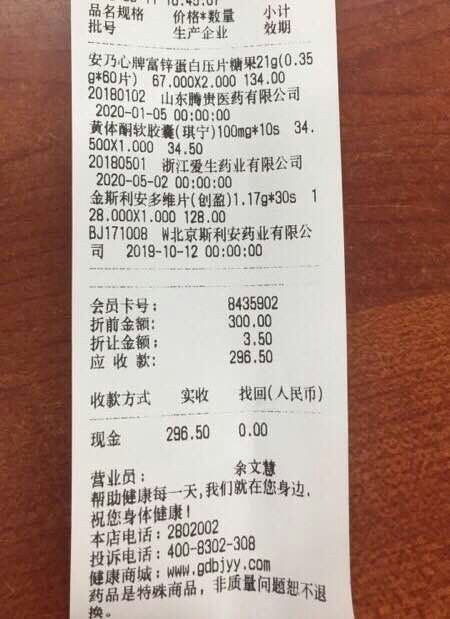 品名规格 价格*数量 小计
批号 生产企业 效期
安乃心牌富锌蛋白压片糖果21g(0.35
g*60片) 67.000X2.000 134.00
20180102 山东腾贵医药有限公司
2020-01-05 00:00:00
黄体酮软胶囊(琪宁)100mg*10s 34.
500X1.000 34.50
20180501 浙江爱生药业有限公司
2020-05-02 00:00:00
金斯利安多维片(创盈)1.17g*30s 1
28.000X1.000 128.00
BJ171008 W北京斯利安药业有限公
司 2019-10-12 00:00:00
会员卡号: 8435902
折前金额: 300.00
折让金额: 3.50
应收款: 296.50
收款方式 实收 找回(人民币)
现金 296.50 0.00
营业员: 余文慧
帮助健康每一天,我们就在您身边,
祝您身体健康!
本店电话:2802002
投诉电话:400-8302-308
健康商城:www.gdbjyy.com
药品是特殊商品,非质量问题恕不退
换。